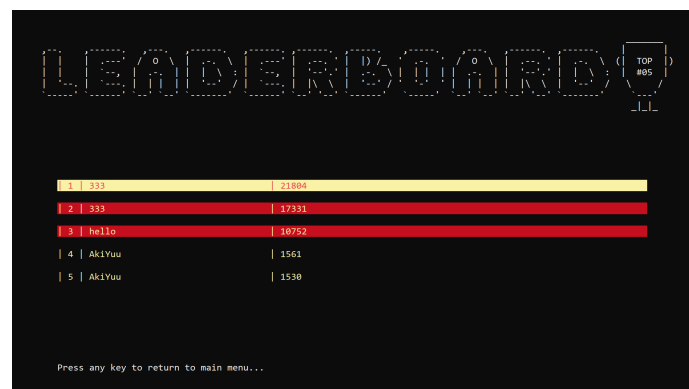 LEADERBOARD
TOP
#05
| 1 | 333 | 21804
| 2 | 333 | 17331
| 3 | hello | 10752
| 4 | AkiYuu | 1561
| 5 | AkiYuu | 1530
Press any key to return to main menu...